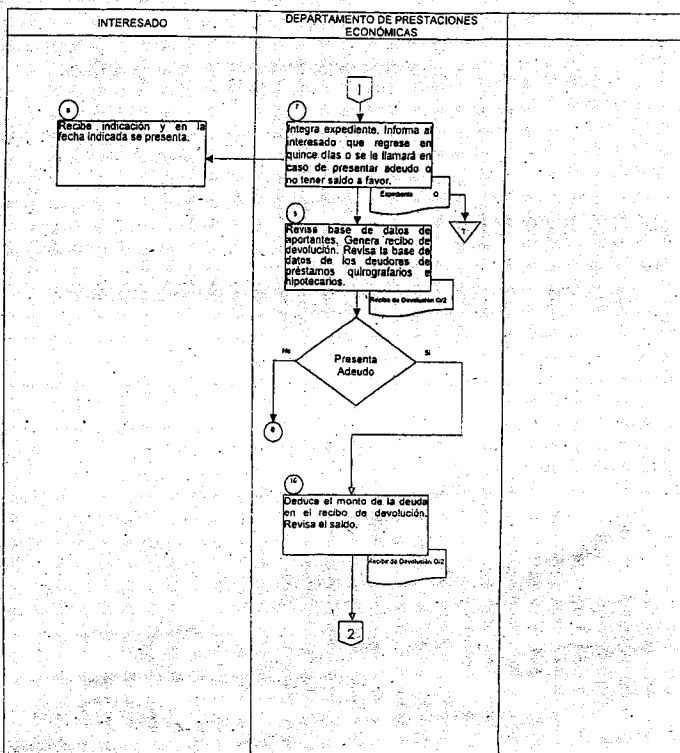 INTERESADO
DEPARTAMENTO DE PRESTACIONES
ECONÓMICAS
1
7
Integra expediente. Informa al
interesado que regrese en
quince días o se le llamará en
caso de presentar adeudo o
no tener saldo a favor.
8
Recibe indicación y en la
fecha indicada se presenta.
Expediente O
Revisa base de datos de
aportantes. Genera recibo de
devolución. Revisa la base de
datos de los deudores de
préstamos quirografarios e
hipotecarios.
Recibo de Devolución O/2
No
Si
Presenta
Adeudo
Deduce el monto de la deuda
en el recibo de devolución.
Revisa el saldo.
Recibo de Devolución O/2
2